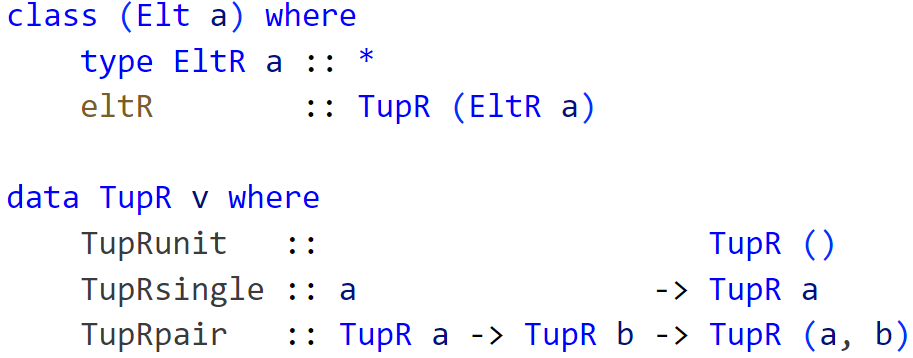 class (Elt a) where
    type EltR a :: *
    eltR        :: TupR (EltR a)

data TupR v where
    TupRunit   ::                     TupR ()
    TupRsingle :: a                -> TupR a
    TupRpair   :: TupR a -> TupR b -> TupR (a, b)